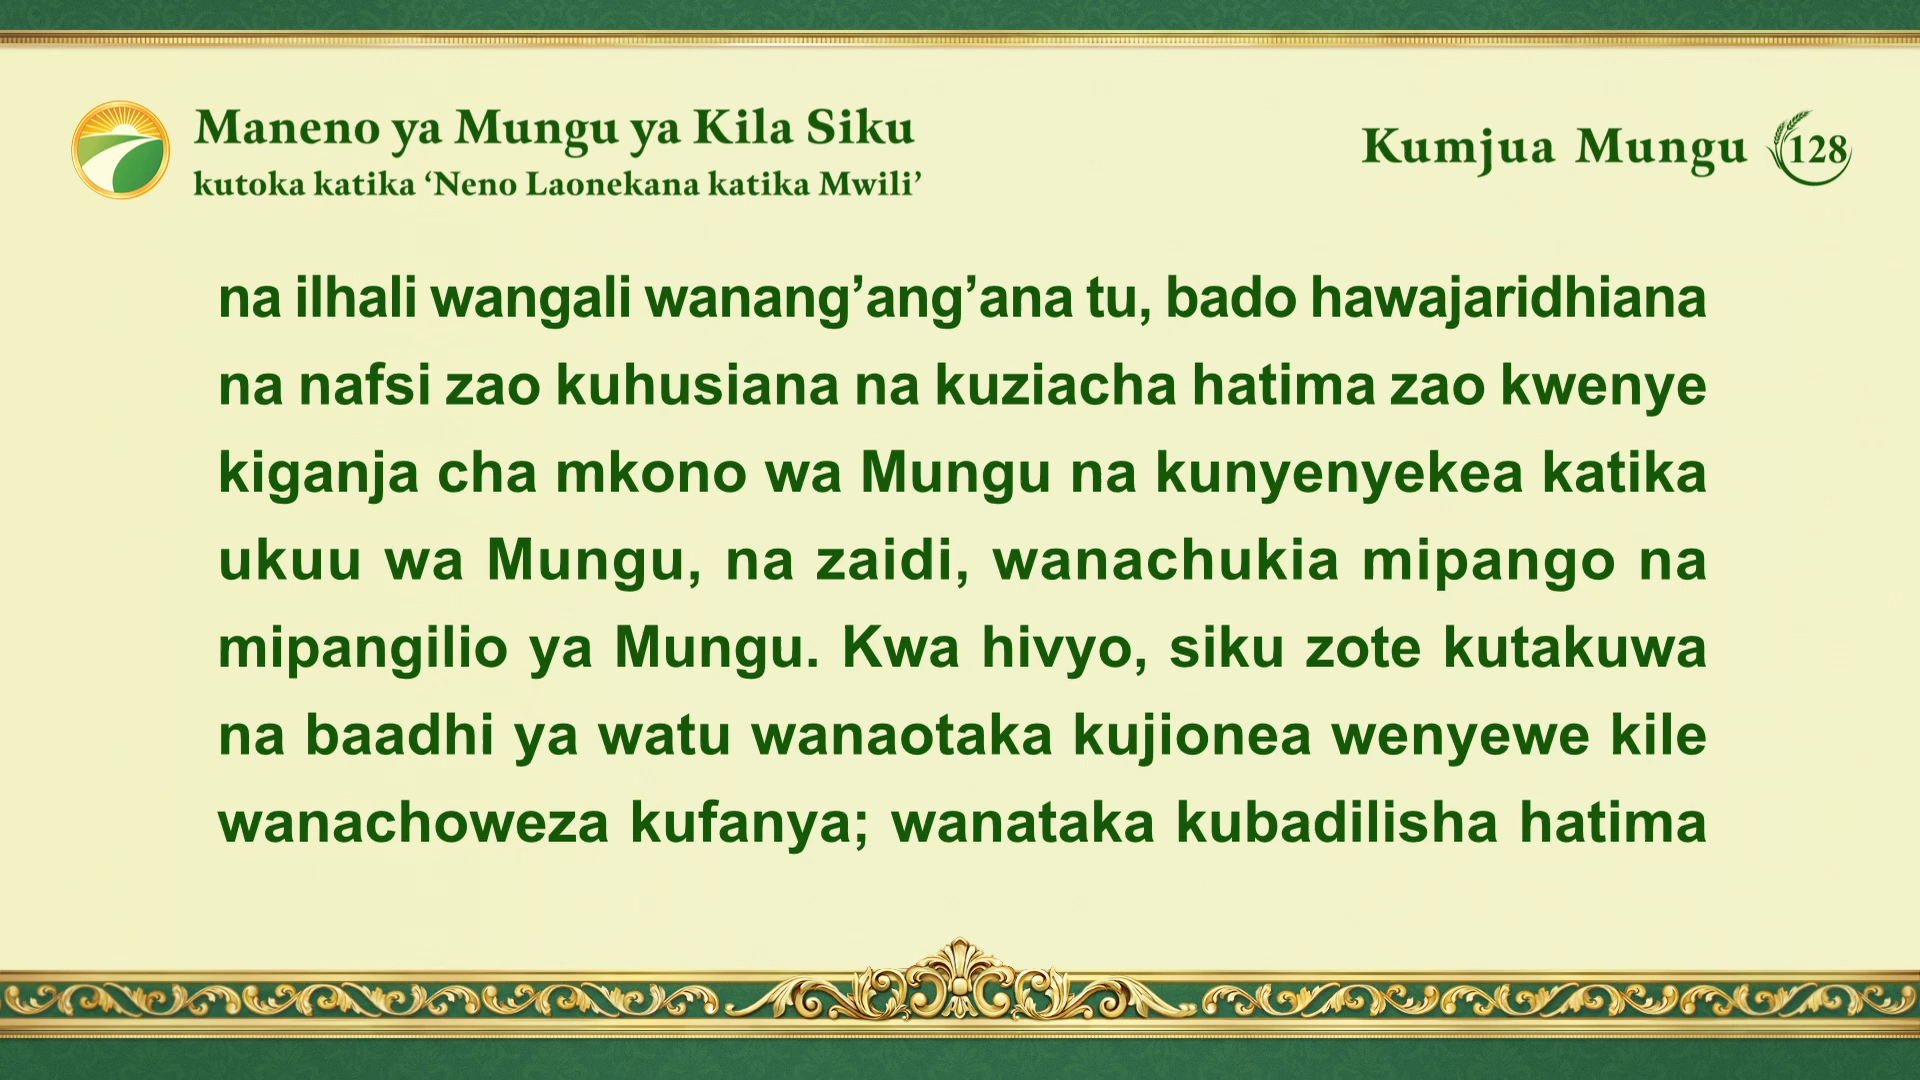 Maneno ya Mungu ya Kila Siku
kutoka katika ‘Neno Laonekana katika Mwili’
Kumjua Mungu 128
na ilhali wangali wanang’ang’ana tu, bado hawajaridhiana
na nafsi zao kuhusiana na kuziacha hatima zao kwenye
kiganja cha mkono wa Mungu na kunyenyekea katika
ukuu wa Mungu, na zaidi, wanachukia mipango na
mipangilio ya Mungu. Kwa hivyo, siku zote kutakuwa
na baadhi ya watu wanaotaka kujionea wenyewe kile
wanachoweza kufanya; wanataka kubadilisha hatima